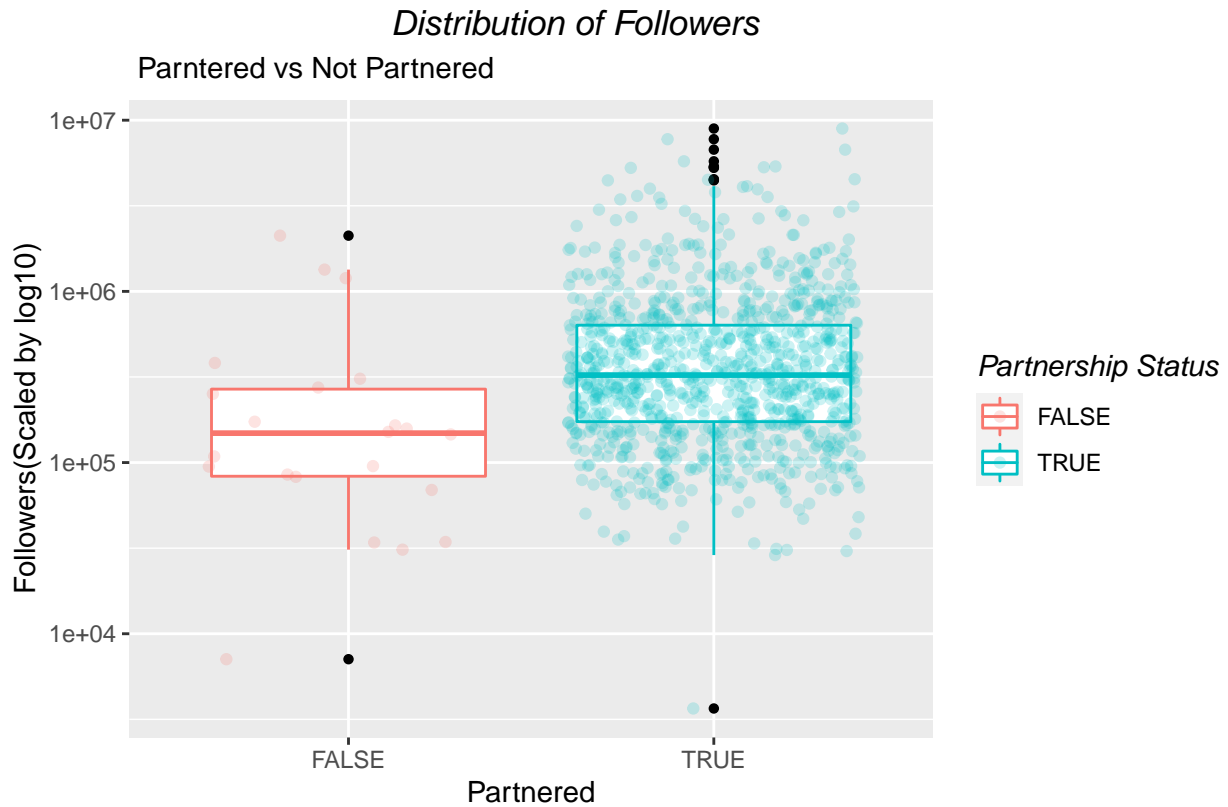 Distribution of Followers
Parntered vs Not Partnered
1e+07
1e+06
1e+05
1e+04
Followers(Scaled by log10)
FALSE
TRUE
Partnered
Partnership Status
FALSE
TRUE